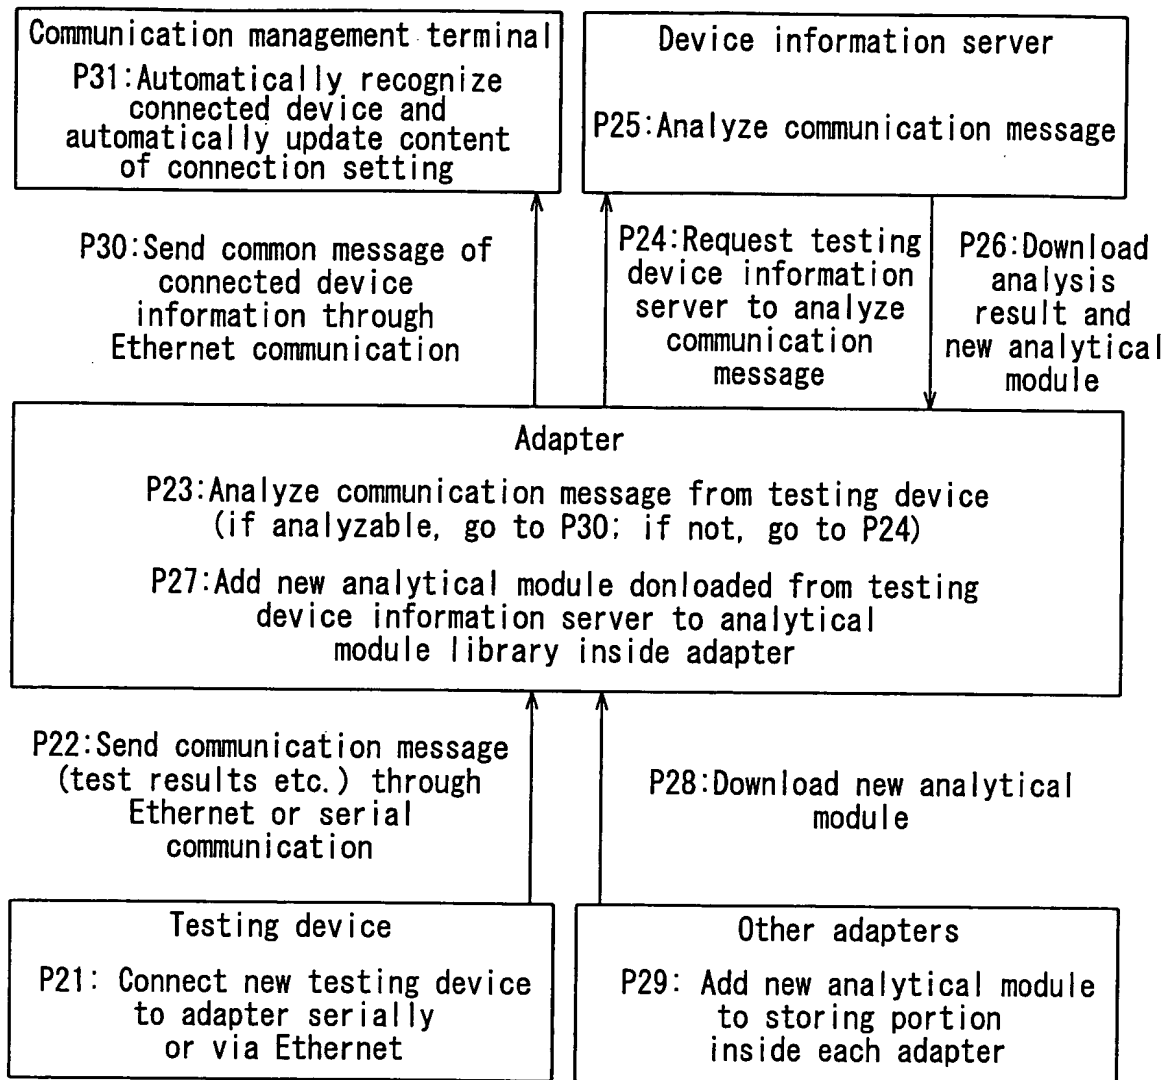 Communication management terminal
P31:Automatically recognize
connected device and
automatically update content
of connection setting
Device information server
P25:Analyze communication message
P30:Send common message of
connected device
information through
Ethernet communication
P24:Request testing
device information
server to analyze
communication
message
P26:Download
analysis
result and
new analytical
module
Adapter
P23:Analyze communication message from testing device
(if analyzable, go to P30; if not, go to P24)
P27:Add new analytical module donloaded from testing
device information server to analytical
module library inside adapter
P22:Send communication message
(test results etc.) through
Ethernet or serial
communication
P28:Download new analytical
module
Testing device
P21: Connect new testing device
to adapter serially
or via Ethernet
Other adapters
P29: Add new analytical module
to storing portion
inside each adapter